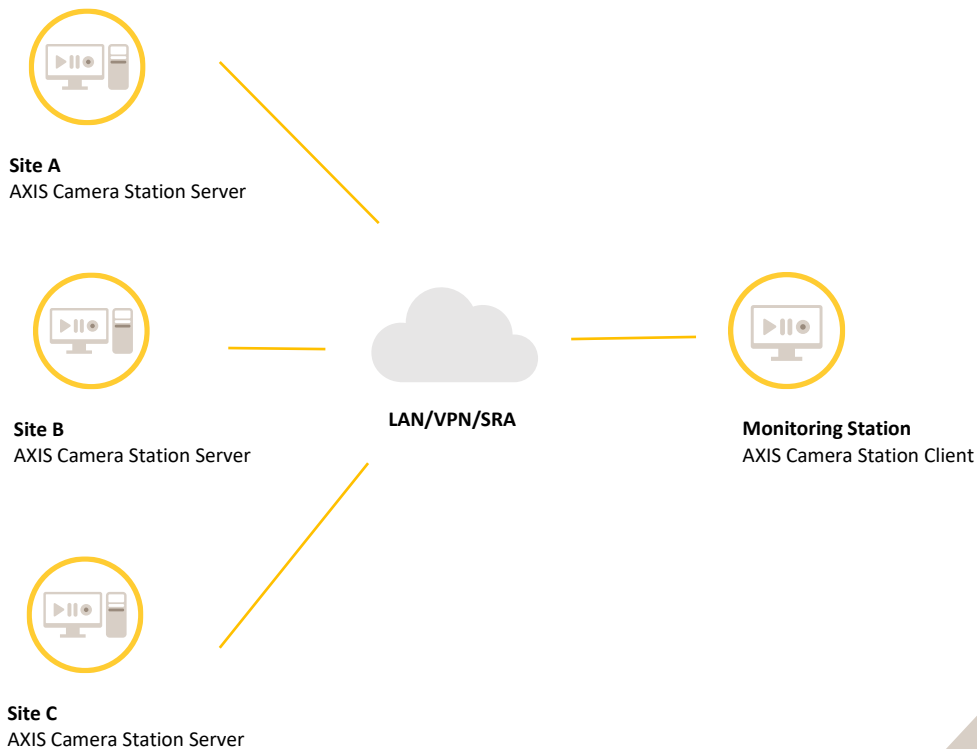 Site A
AXIS Camera Station Server
Site B
AXIS Camera Station Server
LAN/VPN/SRA
Monitoring Station
AXIS Camera Station Client
Site C
AXIS Camera Station Server